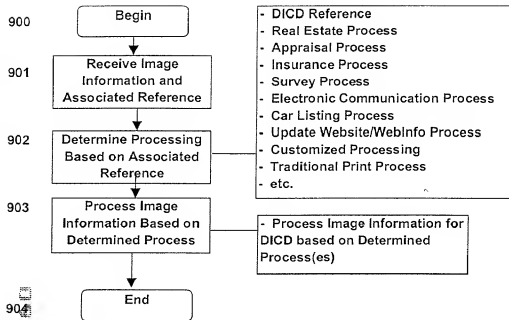 900
Begin
901
Receive Image
Information and
Associated Reference
902
Determine Processing
Based on Associated
Reference
903
Process Image
Information Based on
Determined Process
904
End
- DICD Reference
- Real Estate Process
- Appraisal Process
- Insurance Process
- Survey Process
- Electronic Communication Process
- Car Listing Process
- Update Website/WebInfo Process
- Customized Processing
- Traditional Print Process
- etc.
- Process Image Information for
DICD based on Determined
Process(es)